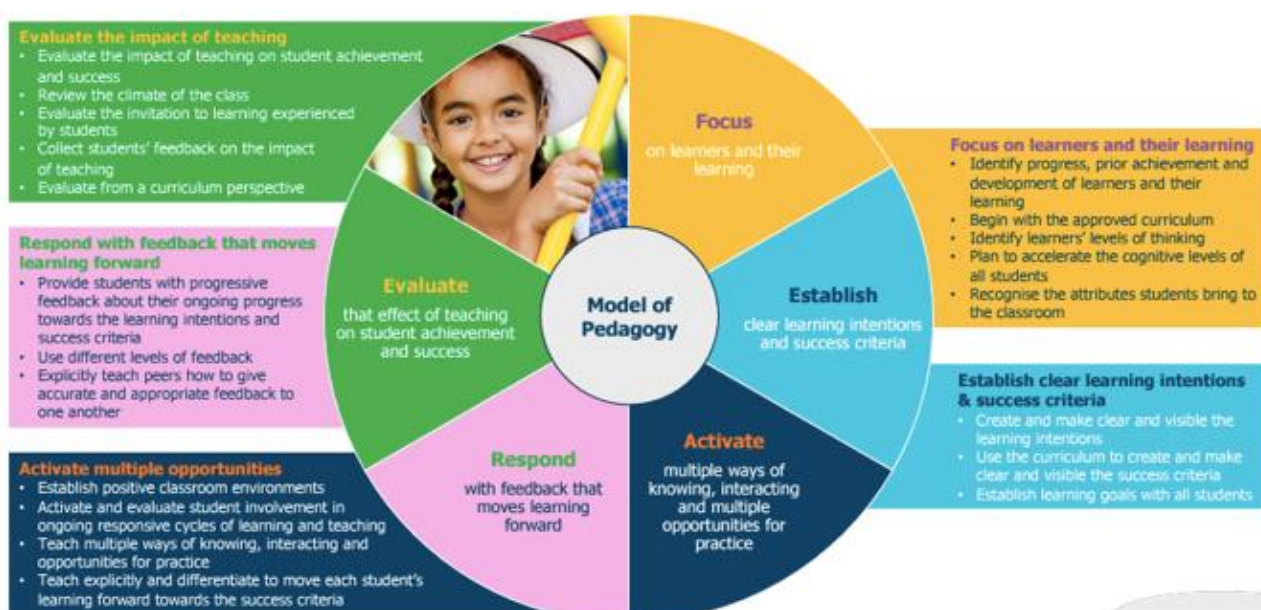 Evaluate the impact of teaching
• Evaluate the impact of teaching on student achievement
and success
• Review the climate of the class
• Evaluate the invitation to learning experienced
by students
• Collect students' feedback on the impact
of teaching
• Evaluate from a curriculum perspective
Respond with feedback that moves
learning forward
• Provide students with progressive
feedback about their ongoing progress
towards the learning intentions and
success criteria
• Use different levels of feedback
• Explicitly teach peers how to give
accurate and appropriate feedback to
one another
Activate multiple opportunities
• Establish positive classroom environments
• Activate and evaluate student involvement in
ongoing responsive cycles of learning and teaching
• Teach multiple ways of knowing, interacting and
opportunities for practice
• Teach explicitly and differentiate to move each student's
learning forward towards the success criteria
Focus
on learners and their
learning
Establish
clear learning intentions
and success criteria
Activate
multiple ways of
knowing, interacting
and multiple
opportunities for
practice
Respond
with feedback that
moves learning
forward
Evaluate
that effect of teaching
on student achievement
and success
Model of
Pedagogy
Focus on learners and their learning
• Identify progress, prior achievement and
development of learners and their
learning
• Begin with the approved curriculum
• Identify learners' levels of thinking
• Plan to accelerate the cognitive levels of
all students
• Recognise the attributes students bring to
the classroom
Establish clear learning intentions
& success criteria
• Create and make clear and visible the
learning intentions
• Use the curriculum to create and make
clear and visible the success criteria
• Establish learning goals with all students